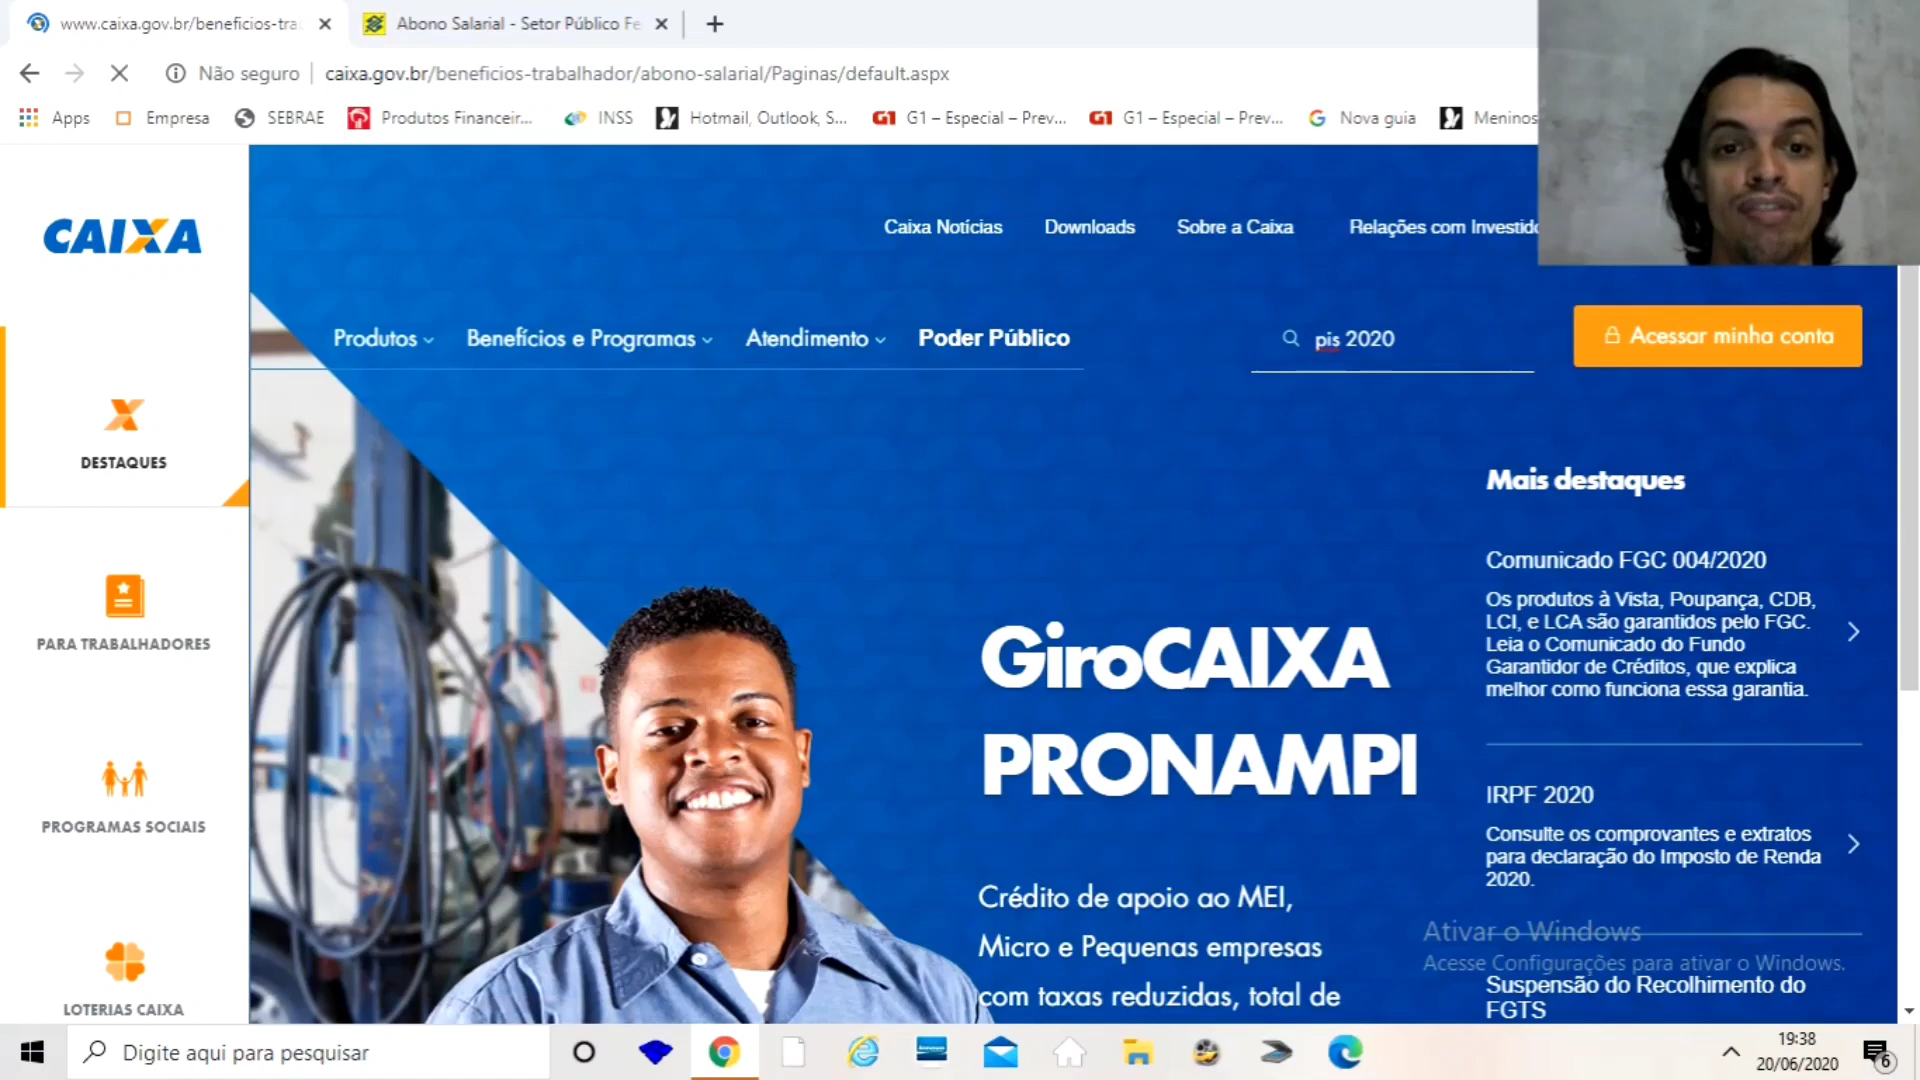 www.caixa.gov.br/beneficios-tra
Abono Salarial - Setor Público Fe
Não seguro
caixa.gov.br/beneficios-trabalhador/abono-salarial/Paginas/default.aspx
Apps
Empresa
SEBRAE
Produtos Financeir...
INSS
Hotmail, Outlook, S...
G1
G1 – Especial – Prev...
G1
G1 – Especial – Prev...
Nova guia
Meninos
CAIXA
Caixa Notícias
Downloads
Sobre a Caixa
Relações com Investido
Produtos
Benefícios e Programas
Atendimento
Poder Público
pis 2020
Acessar minha conta
DESTAQUES
PARA TRABALHADORES
PROGRAMAS SOCIAIS
LOTERIAS CAIXA
GiroCAIXA
PRONAMPI
Crédito de apoio ao MEI,
Micro e Pequenas empresas
com taxas reduzidas, total de
Mais destaques
Comunicado FGC 004/2020
Os produtos à Vista, Poupança, CDB,
LCI, e LCA são garantidos pelo FGC.
Leia o Comunicado do Fundo
Garantidor de Créditos, que explica
melhor como funciona essa garantia.
IRPF 2020
Consulte os comprovantes e extratos
para declaração do Imposto de Renda
2020.
Ativar o Windows
Acesse Configurações para ativar o Windows.
Suspensão do Recolhimento do
FGTS
Digite aqui para pesquisar
19:38
20/06/2020
6